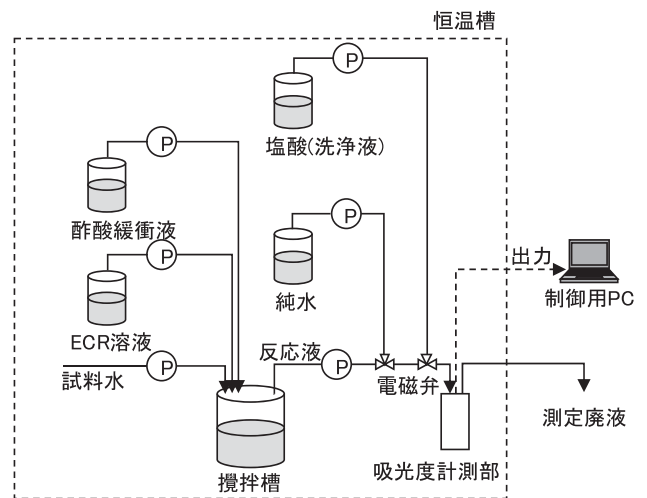 恒温槽
P
塩酸(洗浄液)
P
酢酸緩衝液
P
純水
P
ECR溶液
出力
制御用PC
反応液
試料水
P
P
電磁弁
測定廃液
撹拌槽
吸光度計測部